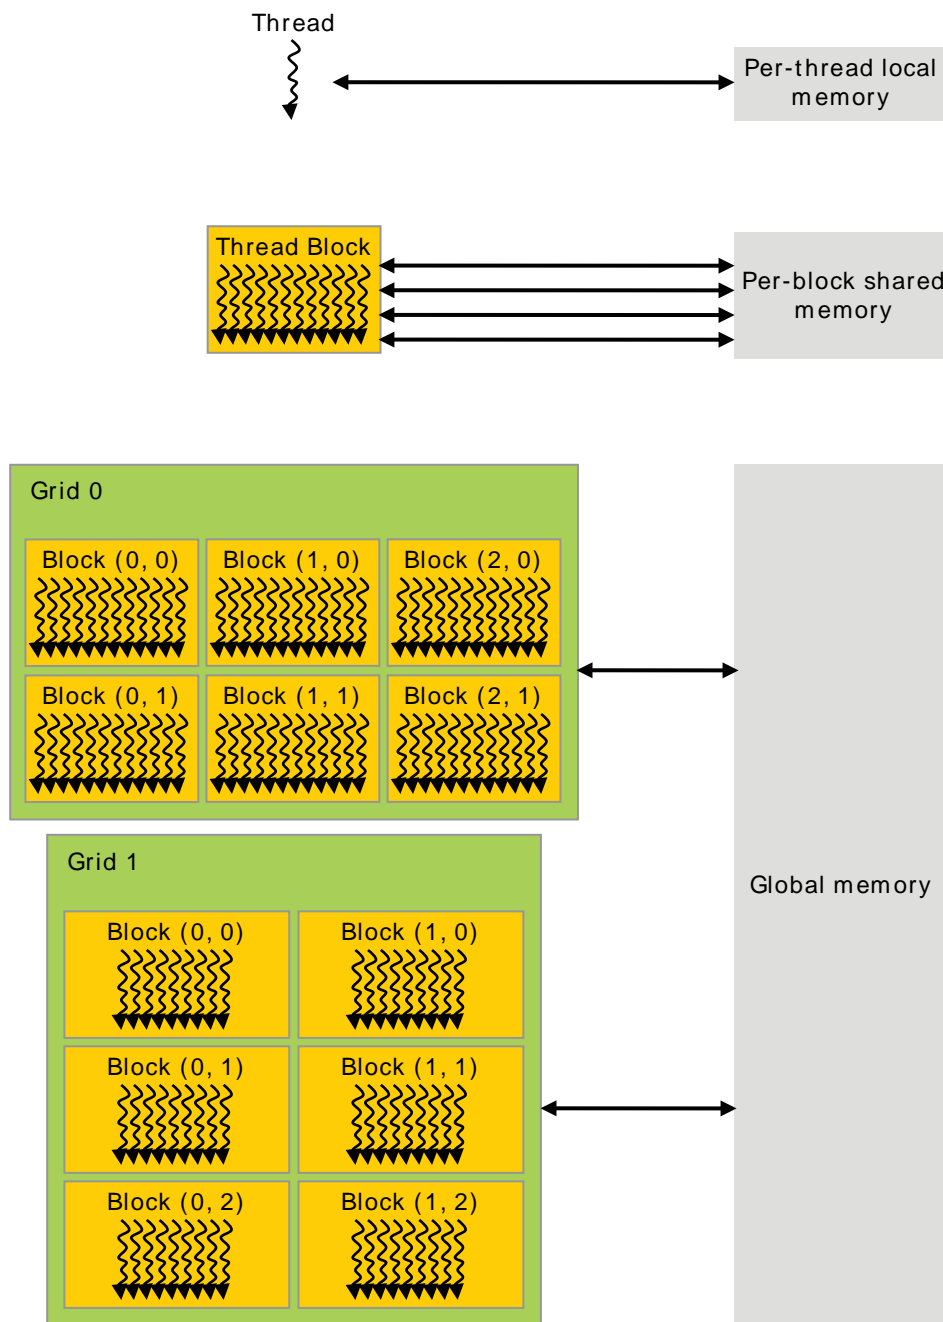 Thread
Per-thread local
memory
Thread Block
Per-block shared
memory
Grid 0
Block (0, 0)
Block (1, 0)
Block (2, 0)
Block (0, 1)
Block (1, 1)
Block (2, 1)
Grid 1
Global memory
Block (0, 0)
Block (1, 0)
Block (0, 1)
Block (1, 1)
Block (0, 2)
Block (1, 2)